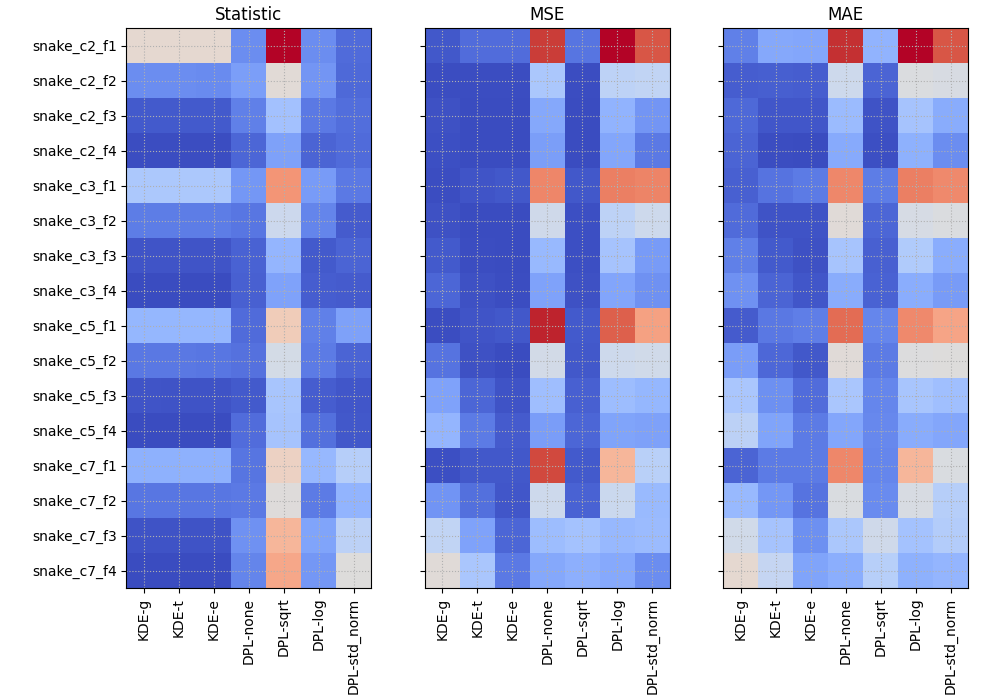 Statistic
MSE
MAE
snake_c2_f1
snake_c2_f2
snake_c2_f3
snake_c2_f4
snake_c3_f1
snake_c3_f2
snake_c3_f3
snake_c3_f4
snake_c5_f1
snake_c5_f2
snake_c5_f3
snake_c5_f4
snake_c7_f1
snake_c7_f2
snake_c7_f3
snake_c7_f4
KDE-g
KDE-t
KDE-e
DPL-none
DPL-sqrt
DPL-log
DPL-std_norm
KDE-g
KDE-t
KDE-e
DPL-none
DPL-sqrt
DPL-log
DPL-std_norm
KDE-g
KDE-t
KDE-e
DPL-none
DPL-sqrt
DPL-log
DPL-std_norm